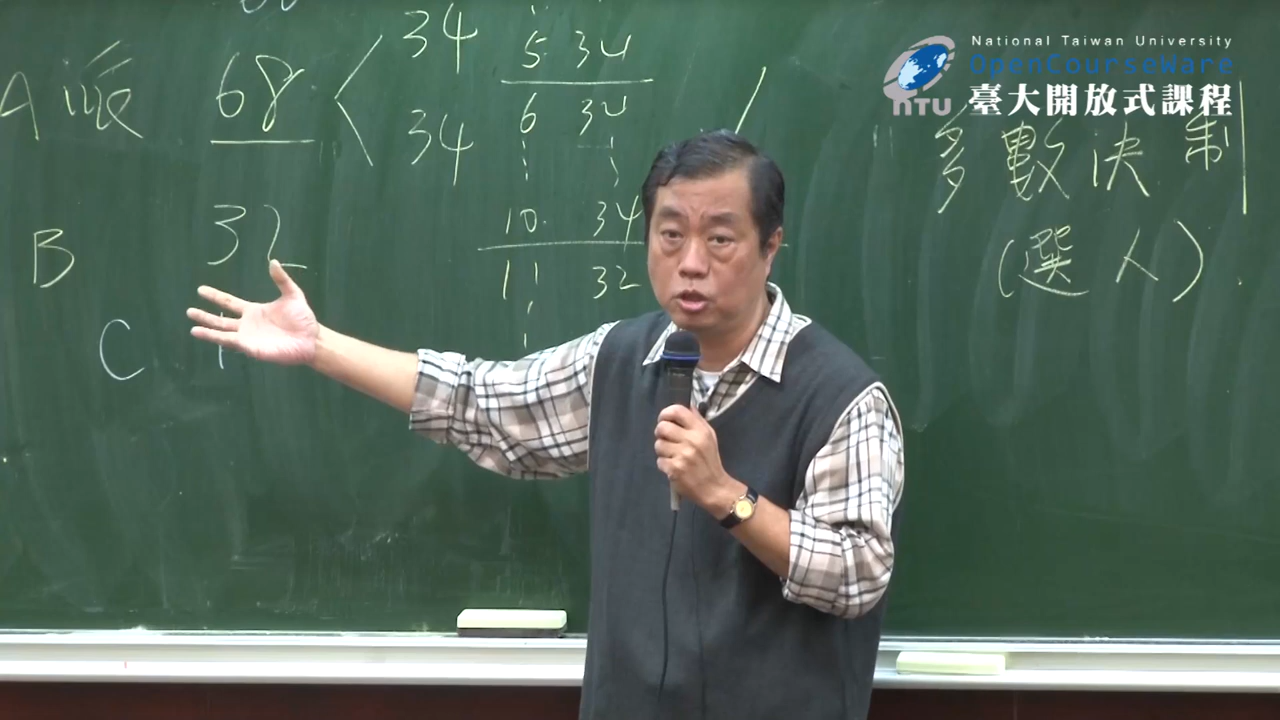 National Taiwan University
OpenCourseWare
NTU
臺大開放式課程
A派 68 34
34
5. 34
6 34
10. 34
11 32
B 32
C
"多數決制
(選人).